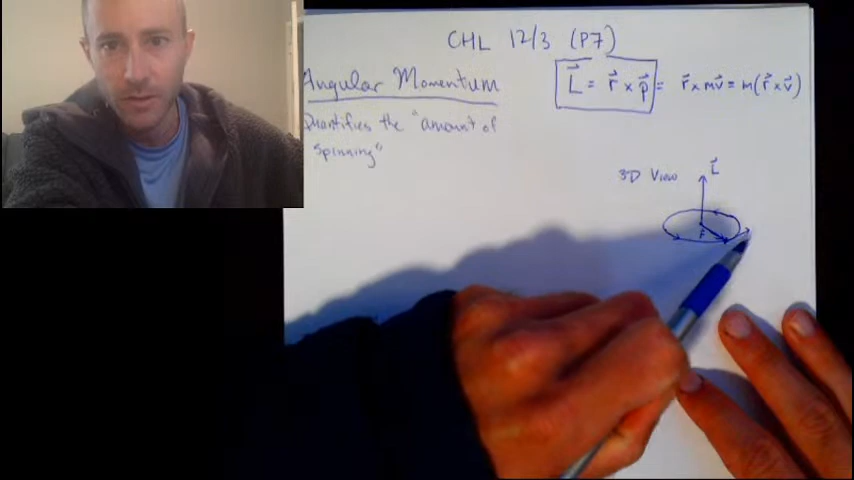 CHL 12/3 (P7)
Angular Momentum
L⃗ = r⃗ × p⃗ = r⃗ × mv⃗ = m(r⃗ × v⃗)
Quantifies the "amount of
spinning"
3D View
L⃗
r⃗